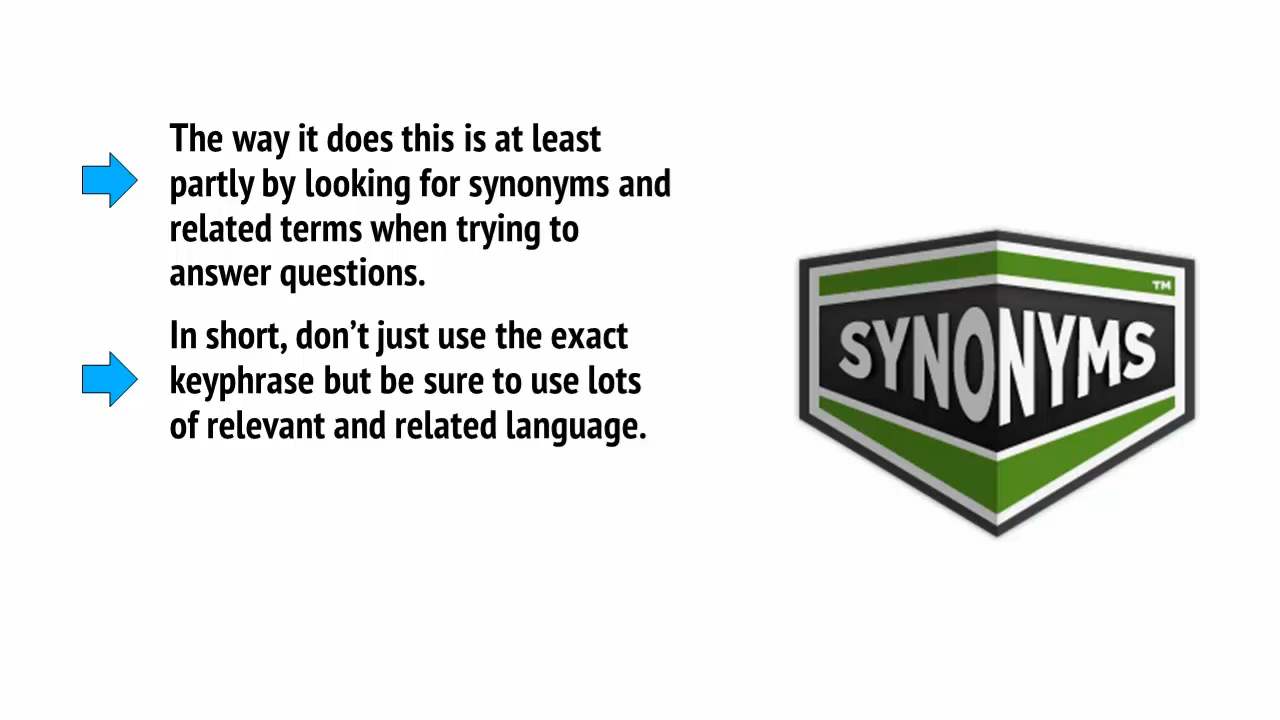 The way it does this is at least
partly by looking for synonyms and
related terms when trying to
answer questions.
In short, don’t just use the exact
keyphrase but be sure to use lots
of relevant and related language.
SYNONYMS
TM